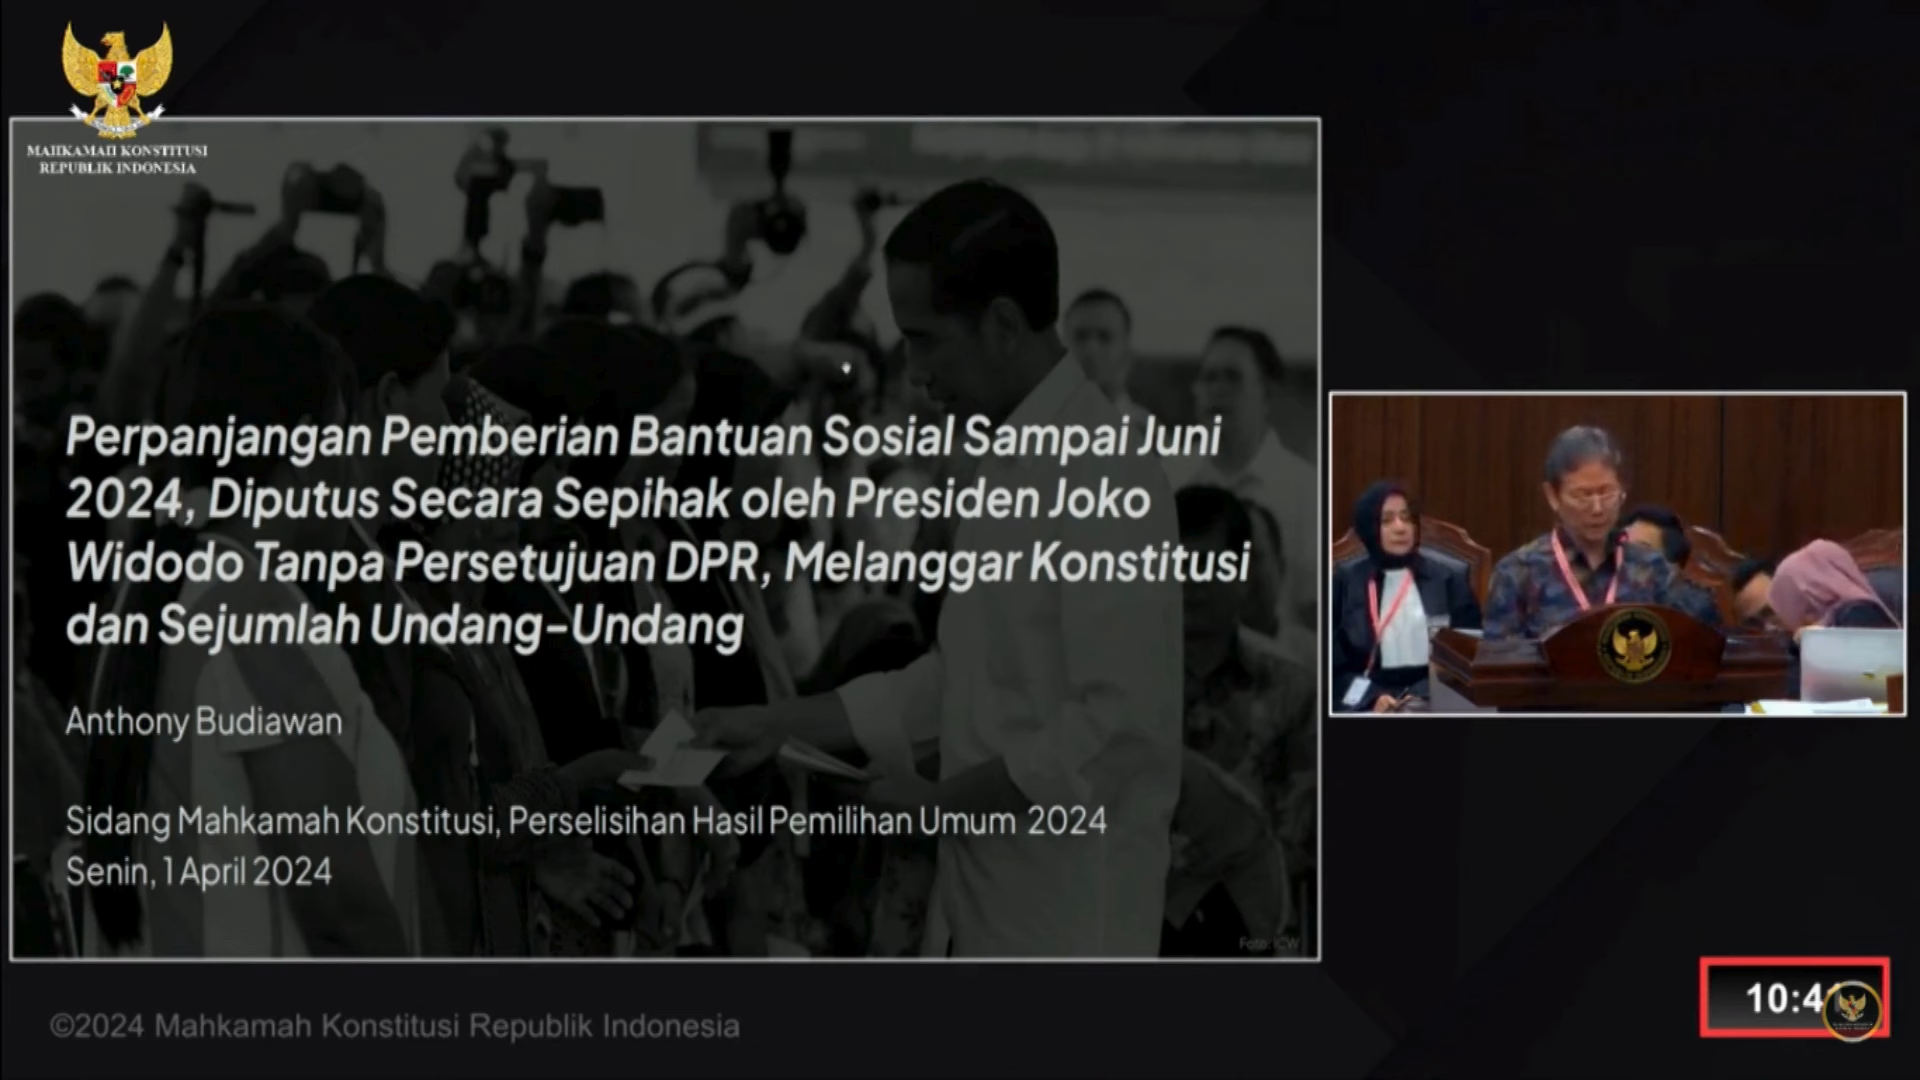 MAHKAMAH KONSTITUSI
REPUBLIK INDONESIA
Perpanjangan Pemberian Bantuan Sosial Sampai Juni
2024, Diputus Secara Sepihak oleh Presiden Joko
Widodo Tanpa Persetujuan DPR, Melanggar Konstitusi
dan Sejumlah Undang-Undang
Anthony Budiawan
Sidang Mahkamah Konstitusi, Perselisihan Hasil Pemilihan Umum 2024
Senin, 1 April 2024
Foto: ICW
©2024 Mahkamah Konstitusi Republik Indonesia